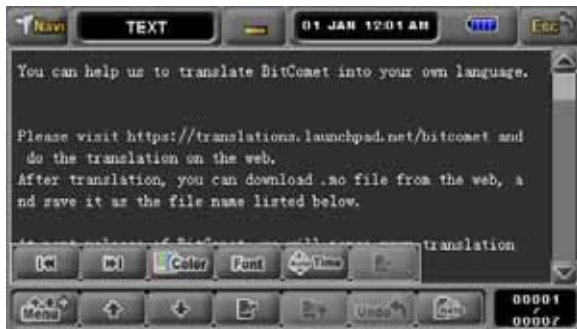 Navi TEXT 01 JAN 12:01 AM Esc
You can help us to translate BitComet into your own language.
Please visit https://translations.launchpad.net/bitcomet and
do the translation on the web.
After translation, you can download .mo file from the web, a
nd save it as the file name listed below.
translation
Color Font Time
Menu Undo 00001
/
00007